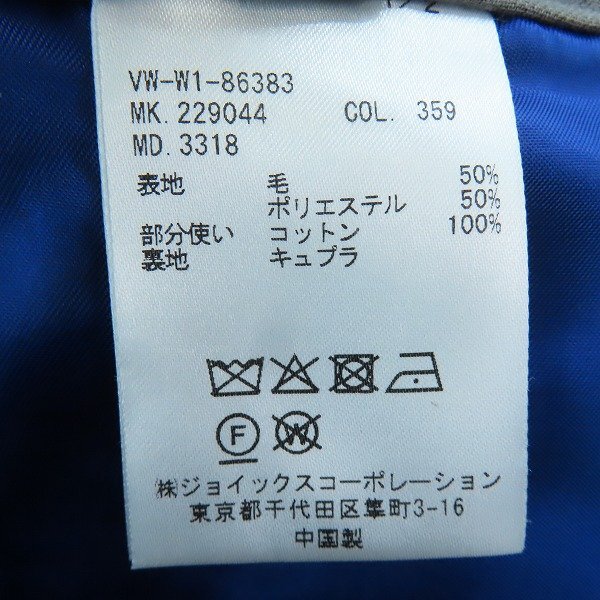 VW-W1-86383
MK.229044 COL. 359
MD.3318
表地 毛 50%
ポリエステル 50%
部分使い コットン 100%
裏地 キュプラ
F
W
㈱ジョイックスコーポレーション
東京都千代田区隼町3-16
中国製